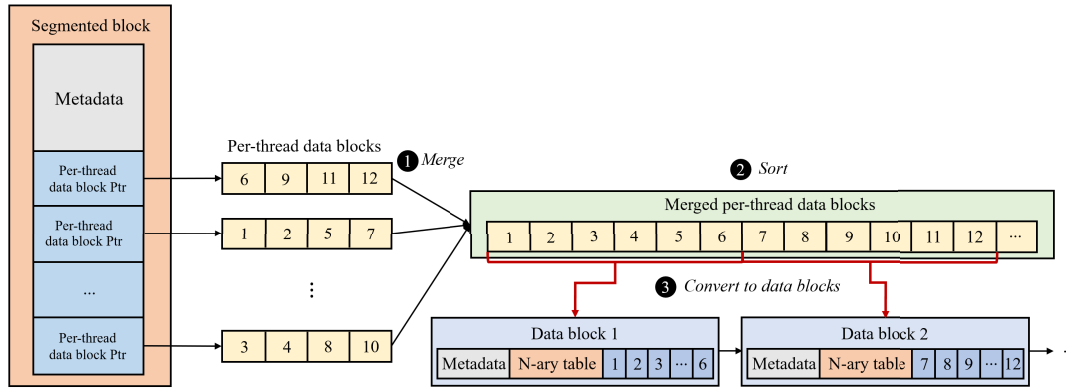 Segmented block
Metadata
Per-thread
data block Ptr
Per-thread
data block Ptr
...
Per-thread
data block Ptr
Per-thread data blocks
6 9 11 12
1 2 5 7
⋮
3 4 8 10
1 Merge
2 Sort
Merged per-thread data blocks
1 2 3 4 5 6 7 8 9 10 11 12 ...
3 Convert to data blocks
Data block 1
Metadata N-ary table 1 2 3 ... 6
Data block 2
Metadata N-ary table 7 8 9 ... 12